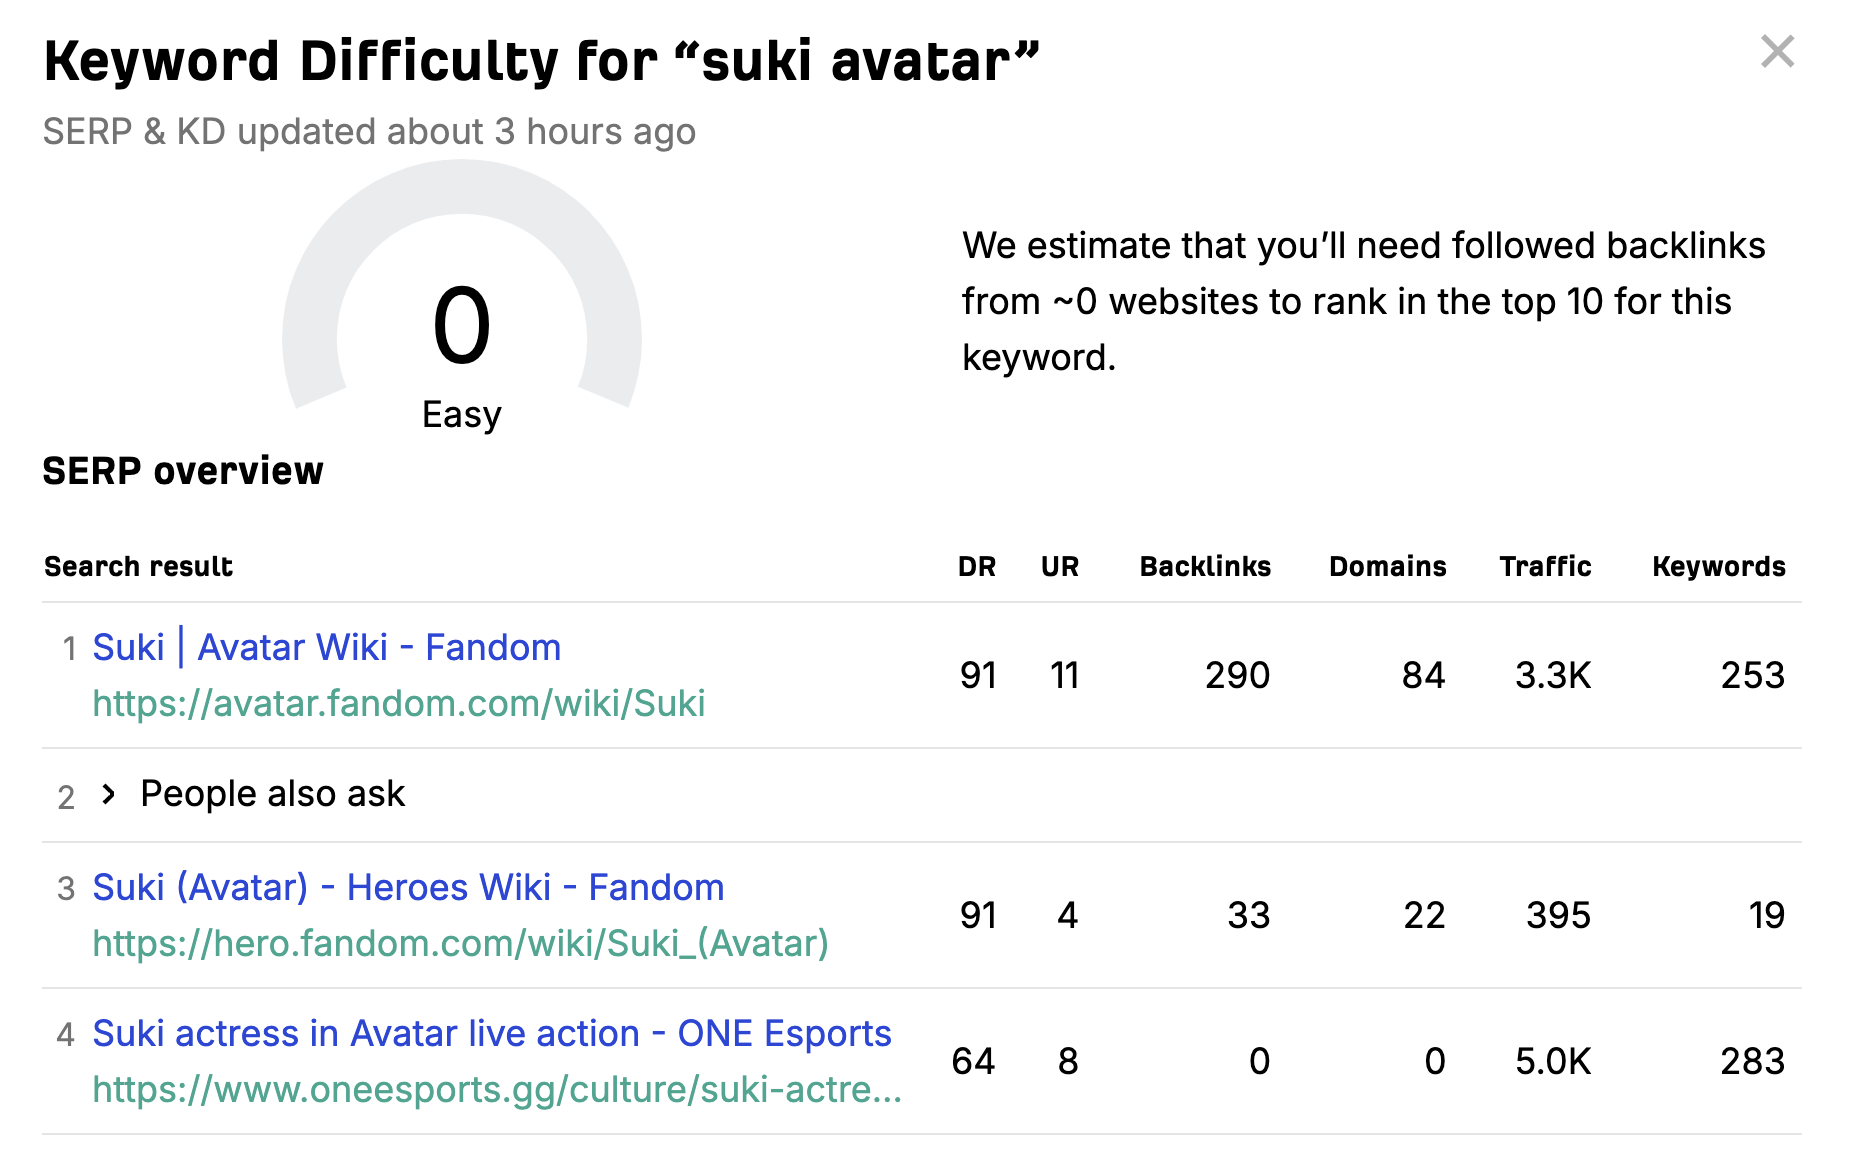 Keyword Difficulty for “suki avatar”
SERP & KD updated about 3 hours ago
0
Easy
We estimate that you’ll need followed backlinks
from ~0 websites to rank in the top 10 for this
keyword.
SERP overview
Search result DR UR Backlinks Domains Traffic Keywords
1 Suki | Avatar Wiki - Fandom
https://avatar.fandom.com/wiki/Suki
91 11 290 84 3.3K 253
2 People also ask
3 Suki (Avatar) - Heroes Wiki - Fandom
https://hero.fandom.com/wiki/Suki_(Avatar)
91 4 33 22 395 19
4 Suki actress in Avatar live action - ONE Esports
https://www.oneesports.gg/culture/suki-actre...
64 8 0 0 5.0K 283